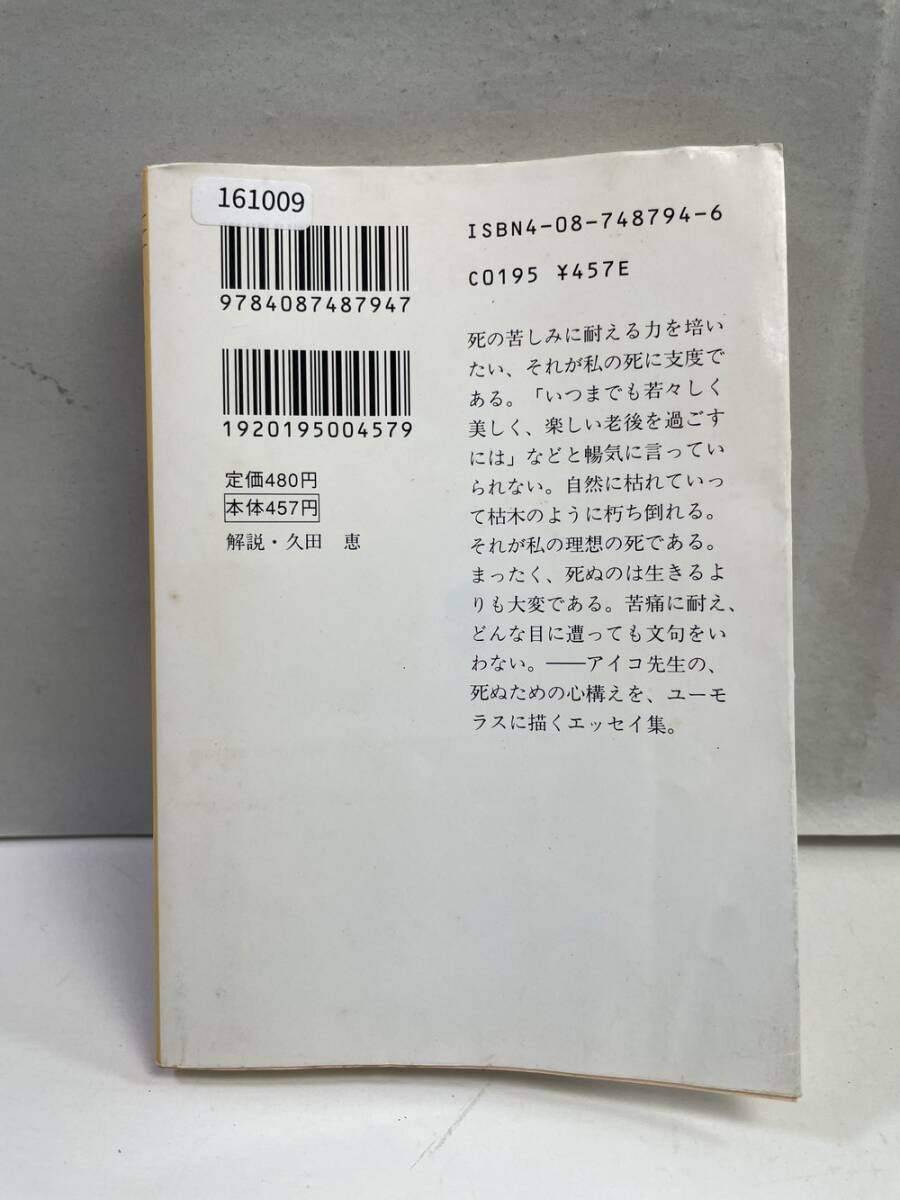 161009
9784087487947
1920195004579
定価480円
本体457円
解説・久田 恵
ISBN4-08-748794-6
C0195 ¥457E
死の苦しみに耐える力を培い
たい、それが私の死に支度で
ある。「いつまでも若々しく
美しく、楽しい老後を過ごす
には」などと暢気に言ってい
られない。自然に枯れていっ
て枯木のように朽ち倒れる。
それが私の理想の死である。
まったく、死ぬのは生きるよ
りも大変である。苦痛に耐え、
どんな目に遭っても文句をい
わない。――アイコ先生の、
死ぬための心構えを、ユーモ
ラスに描くエッセイ集。